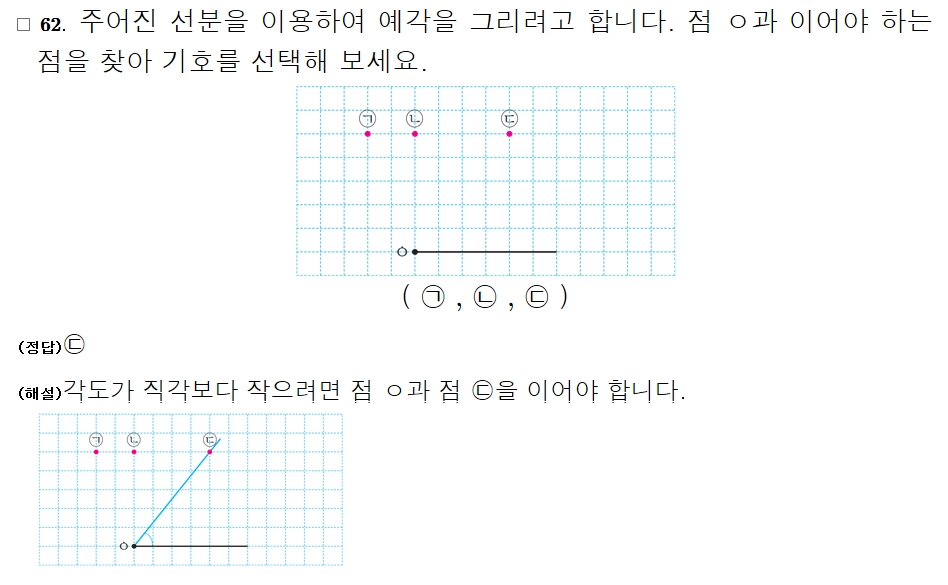 □ 62. 주어진 선분을 이용하여 예각을 그리려고 합니다. 점 ㅇ과 이어야 하는
점을 찾아 기호를 선택해 보세요.
㉠ ㉡ ㉢
ㅇ
( ㉠ , ㉡ , ㉢ )
(정답)㉢
(해설)각도가 직각보다 작으려면 점 ㅇ과 점 ㉢을 이어야 합니다.
㉠ ㉡ ㉢
ㅇ